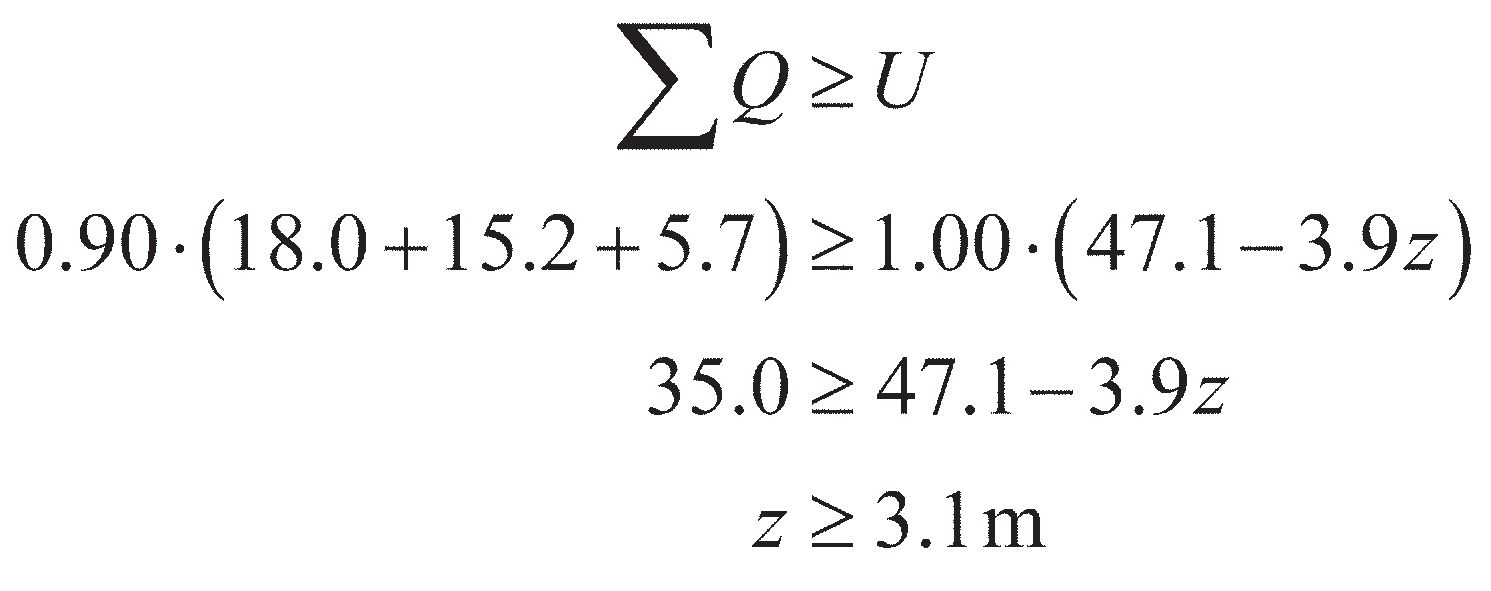 ∑Q ≥ U
0.90·(18.0+15.2+5.7) ≥ 1.00·(47.1−3.9z)
35.0 ≥ 47.1−3.9z
z ≥ 3.1m